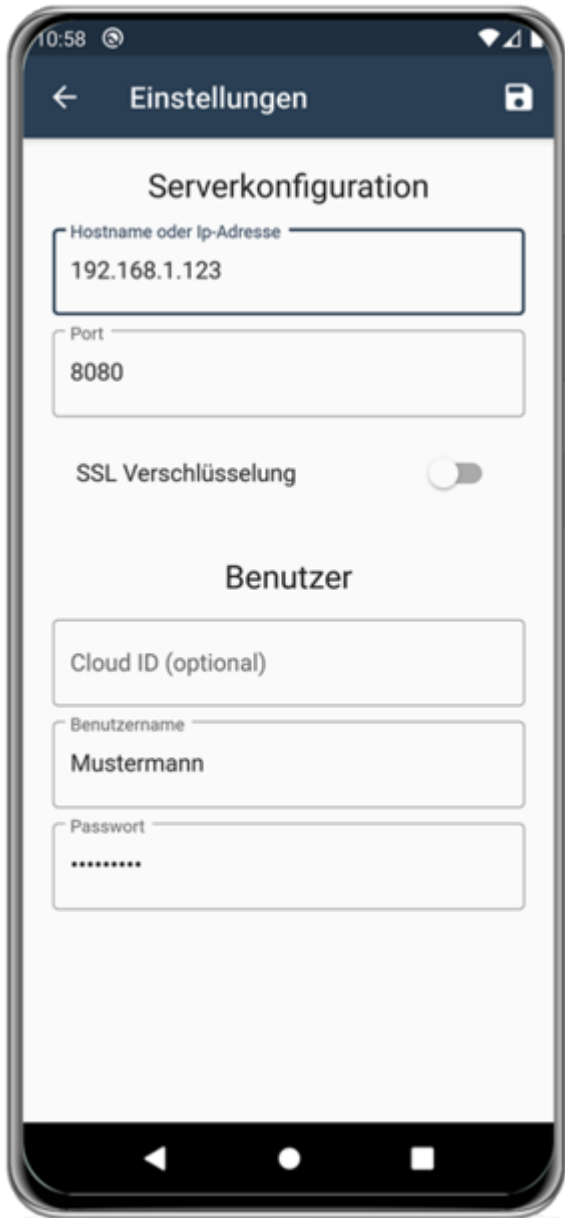 10:58
Einstellungen
Serverkonfiguration
Hostname oder Ip-Adresse
192.168.1.123
Port
8080
SSL Verschlüsselung
Benutzer
Cloud ID (optional)
Benutzername
Mustermann
Passwort
•••••••••